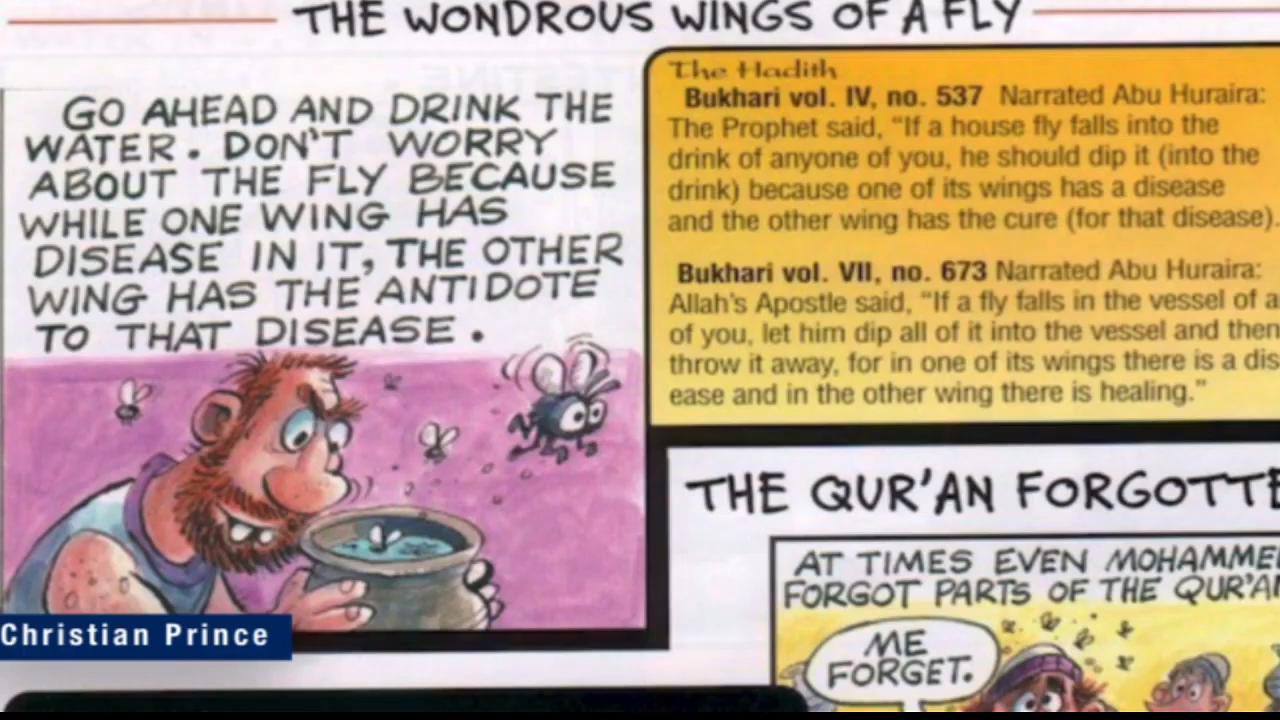 THE WONDROUS WINGS OF A FLY
GO AHEAD AND DRINK THE
WATER. DON'T WORRY
ABOUT THE FLY BECAUSE
WHILE ONE WING HAS
DISEASE IN IT, THE OTHER
WING HAS THE ANTIDOTE
TO THAT DISEASE.
The Hadith
Bukhari vol. IV, no. 537 Narrated Abu Huraira:
The Prophet said, "If a house fly falls into the
drink of anyone of you, he should dip it (into the
drink) because one of its wings has a disease
and the other wing has the cure (for that disease).
Bukhari vol. VII, no. 673 Narrated Abu Huraira:
Allah's Apostle said, "If a fly falls in the vessel of a
of you, let him dip all of it into the vessel and then
throw it away, for in one of its wings there is a dis
ease and in the other wing there is healing."
THE QUR'AN FORGOTTE
AT TIMES EVEN MOHAMME
FORGOT PARTS OF THE QUR'A
ME
FORGET.
Christian Prince